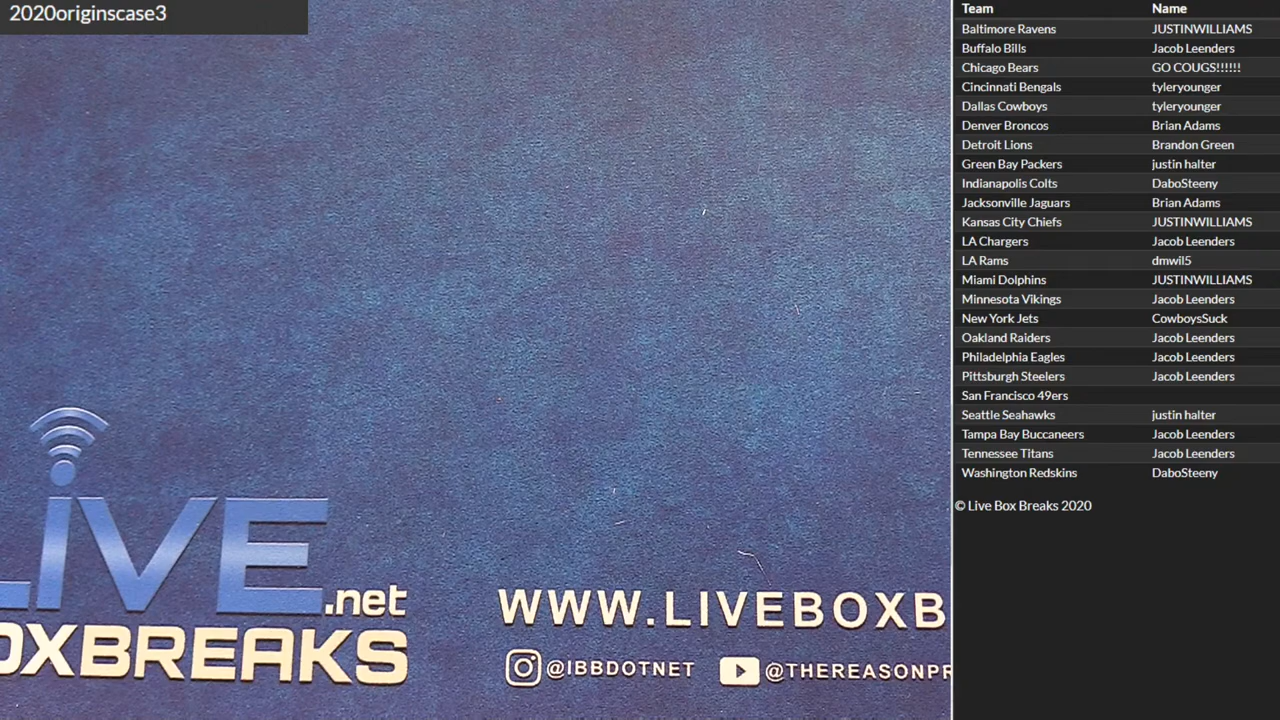 2020originscase3
Team Name
Baltimore Ravens JUSTINWILLIAMS
Buffalo Bills Jacob Leenders
Chicago Bears GO COUGS!!!!!!
Cincinnati Bengals tyleryounger
Dallas Cowboys tyleryounger
Denver Broncos Brian Adams
Detroit Lions Brandon Green
Green Bay Packers justin halter
Indianapolis Colts DaboSteeny
Jacksonville Jaguars Brian Adams
Kansas City Chiefs JUSTINWILLIAMS
LA Chargers Jacob Leenders
LA Rams dmwil5
Miami Dolphins JUSTINWILLIAMS
Minnesota Vikings Jacob Leenders
New York Jets CowboysSuck
Oakland Raiders Jacob Leenders
Philadelphia Eagles Jacob Leenders
Pittsburgh Steelers Jacob Leenders
San Francisco 49ers
Seattle Seahawks justin halter
Tampa Bay Buccaneers Jacob Leenders
Tennessee Titans Jacob Leenders
Washington Redskins DaboSteeny
© Live Box Breaks 2020
LIVE.net
OXBREAKS
WWW.LIVEBOXB
@IBBDOTNET @THEREASONPR